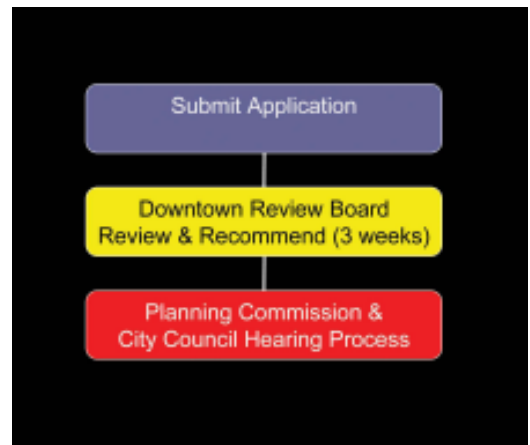 Submit Application
Downtown Review Board
Review & Recommend (3 weeks)
Planning Commission &
City Council Hearing Process